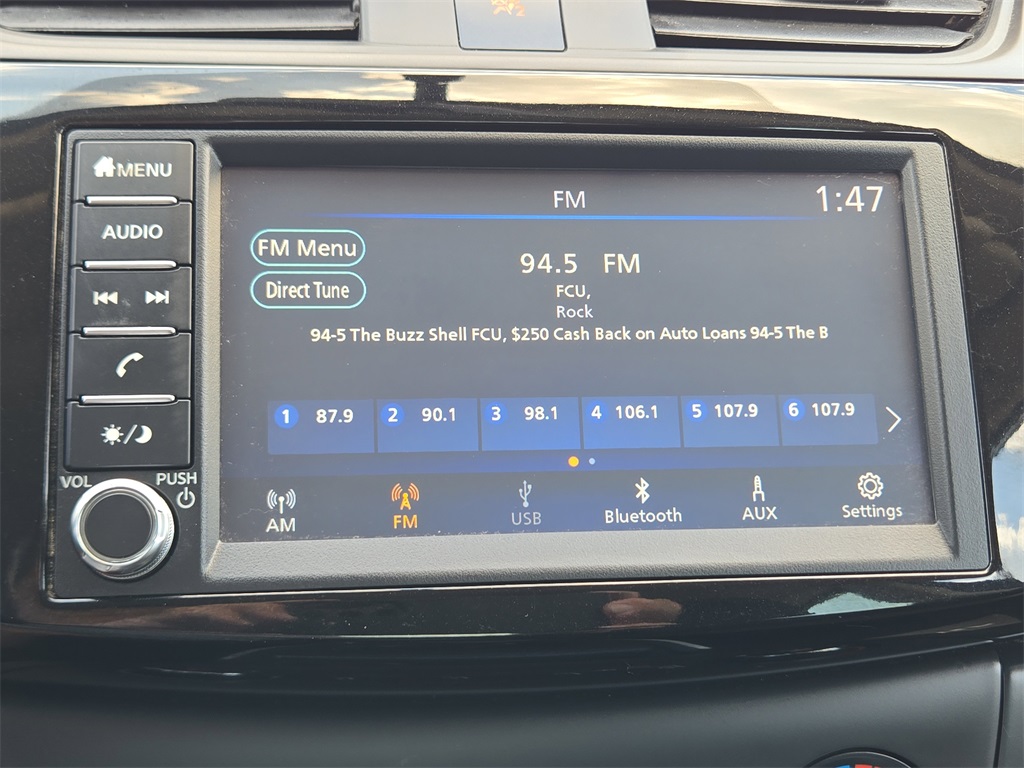 MENU
AUDIO
VOL
PUSH
FM
1:47
FM Menu
94.5 FM
Direct Tune
FCU,
Rock
94-5 The Buzz Shell FCU, $250 Cash Back on Auto Loans 94-5 The B
1 87.9 2 90.1 3 98.1 4 106.1 5 107.9 6 107.9
AM FM USB Bluetooth AUX Settings